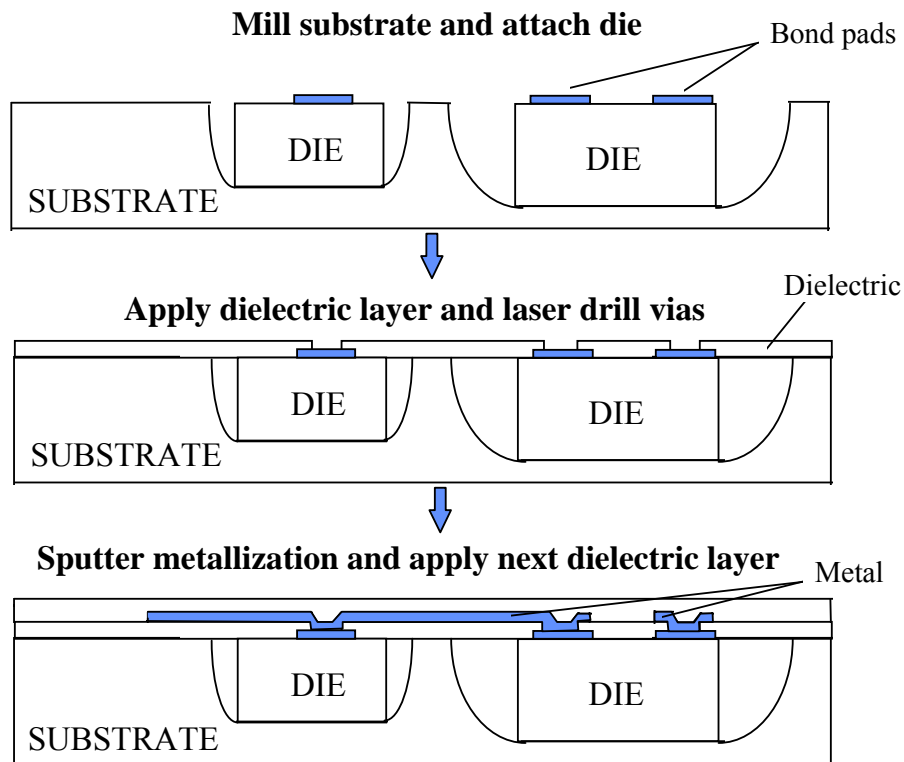 Mill substrate and attach die
Bond pads
DIE
DIE
SUBSTRATE
Apply dielectric layer and laser drill vias
Dielectric
DIE
DIE
SUBSTRATE
Sputter metallization and apply next dielectric layer
Metal
DIE
DIE
SUBSTRATE